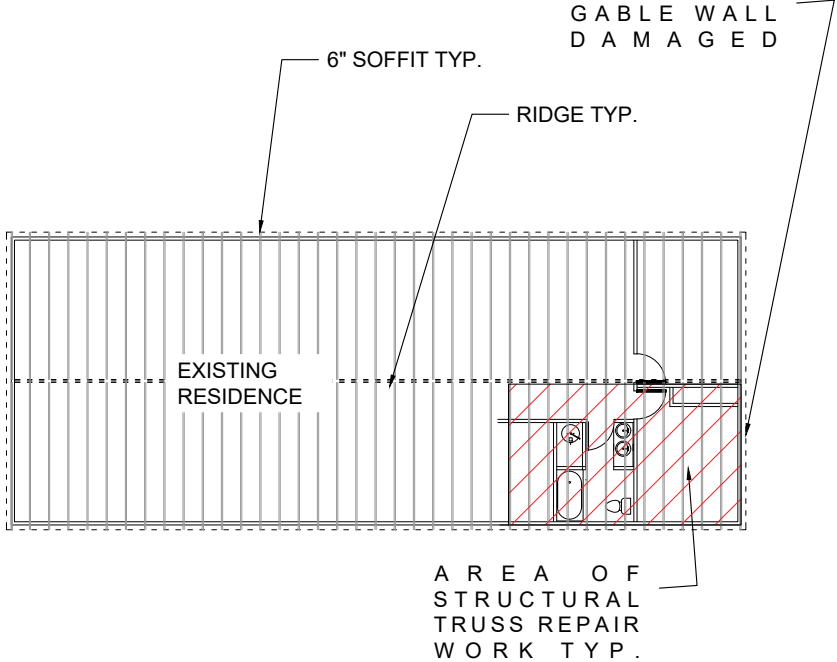 GABLE WALL
DAMAGED
6" SOFFIT TYP.
RIDGE TYP.
EXISTING
RESIDENCE
AREA OF
STRUCTURAL
TRUSS REPAIR
WORK TYP.